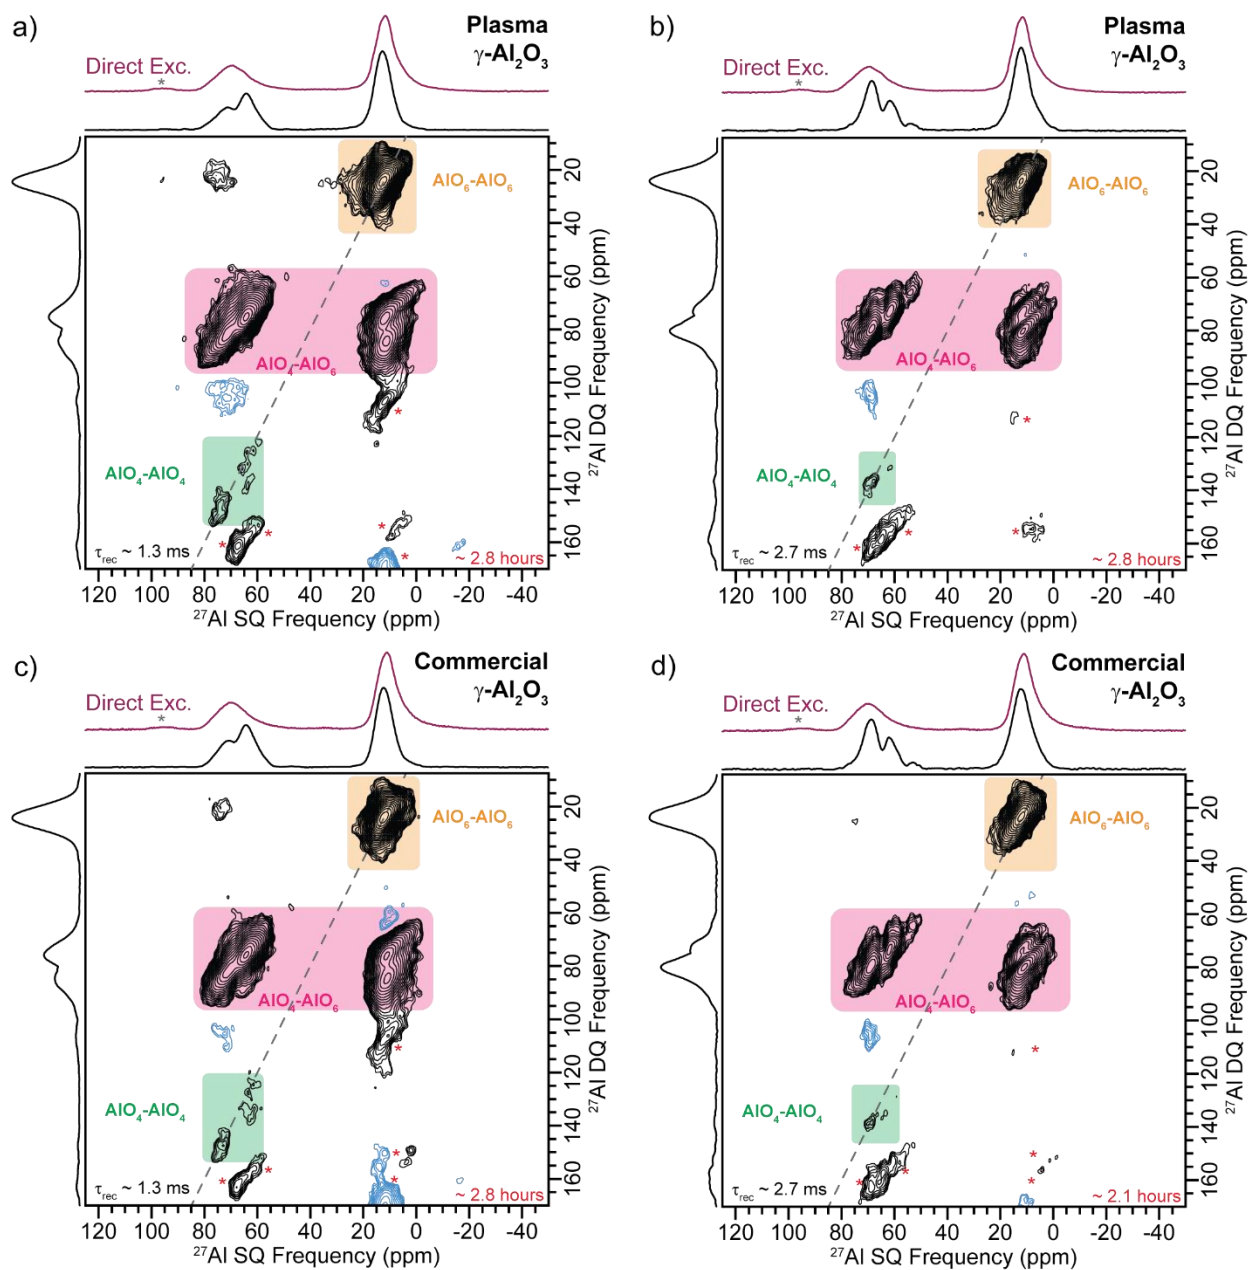 a)
Plasma
γ-Al₂O₃
Direct Exc.
*
20
40
60
80
100
120
140
160
AlO₆-AlO₆
AlO₄-AlO₆
*
AlO₄-AlO₄
* * * *
τrec ~ 1.3 ms
~ 2.8 hours
120 100 80 60 40 20 0 -20 -40
²⁷Al SQ Frequency (ppm)
²⁷Al DQ Frequency (ppm)
b)
Plasma
γ-Al₂O₃
*
20
40
60
80
100
120
140
160
AlO₆-AlO₆
AlO₄-AlO₆
*
AlO₄-AlO₄
* * *
τrec ~ 2.7 ms
~ 2.8 hours
120 100 80 60 40 20 0 -20 -40
²⁷Al SQ Frequency (ppm)
²⁷Al DQ Frequency (ppm)
c)
Commercial
γ-Al₂O₃
Direct Exc.
*
20
40
60
80
100
120
140
160
AlO₆-AlO₆
AlO₄-AlO₆
*
AlO₄-AlO₄
* * * *
τrec ~ 1.3 ms
~ 2.8 hours
120 100 80 60 40 20 0 -20 -40
²⁷Al SQ Frequency (ppm)
²⁷Al DQ Frequency (ppm)
d)
Commercial
γ-Al₂O₃
Direct Exc.
*
20
40
60
80
100
120
140
160
AlO₆-AlO₆
AlO₄-AlO₆
*
AlO₄-AlO₄
* * * *
τrec ~ 2.7 ms
~ 2.1 hours
120 100 80 60 40 20 0 -20 -40
²⁷Al SQ Frequency (ppm)
²⁷Al DQ Frequency (ppm)